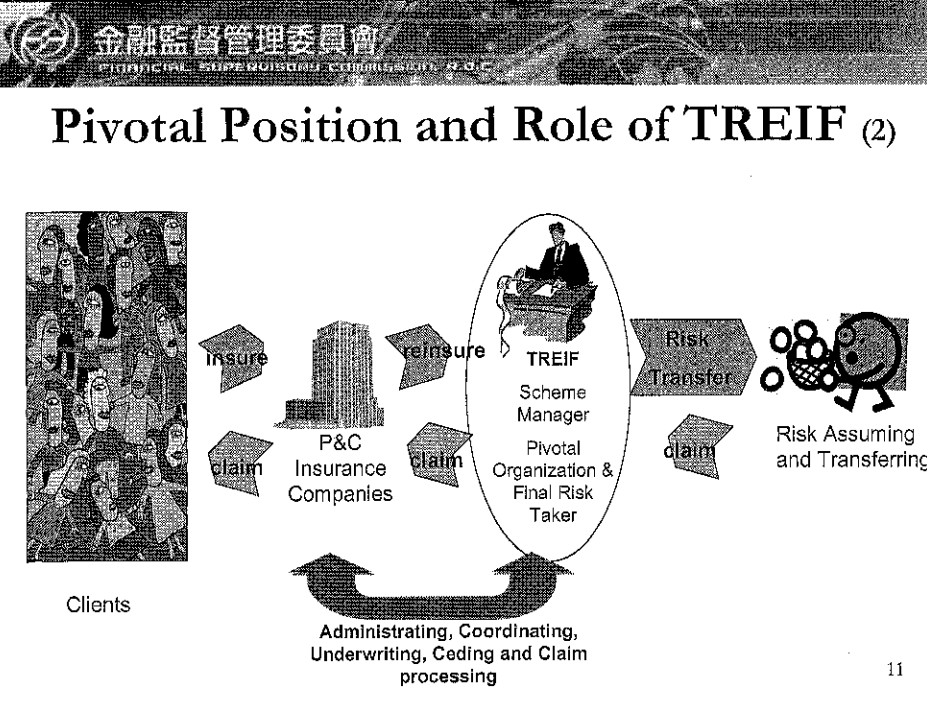 金融監督管理委員會
FINANCIAL SUPERVISORY COMMISSION, R.O.C.
Pivotal Position and Role of TREIF (2)
insure
reinsure
Risk
Transfer
TREIF
Scheme
Manager
Pivotal
Organization &
Final Risk
Taker
claim
P&C
Insurance
Companies
claim
claim
Risk Assuming
and Transferring
Clients
Administrating, Coordinating,
Underwriting, Ceding and Claim
processing
11